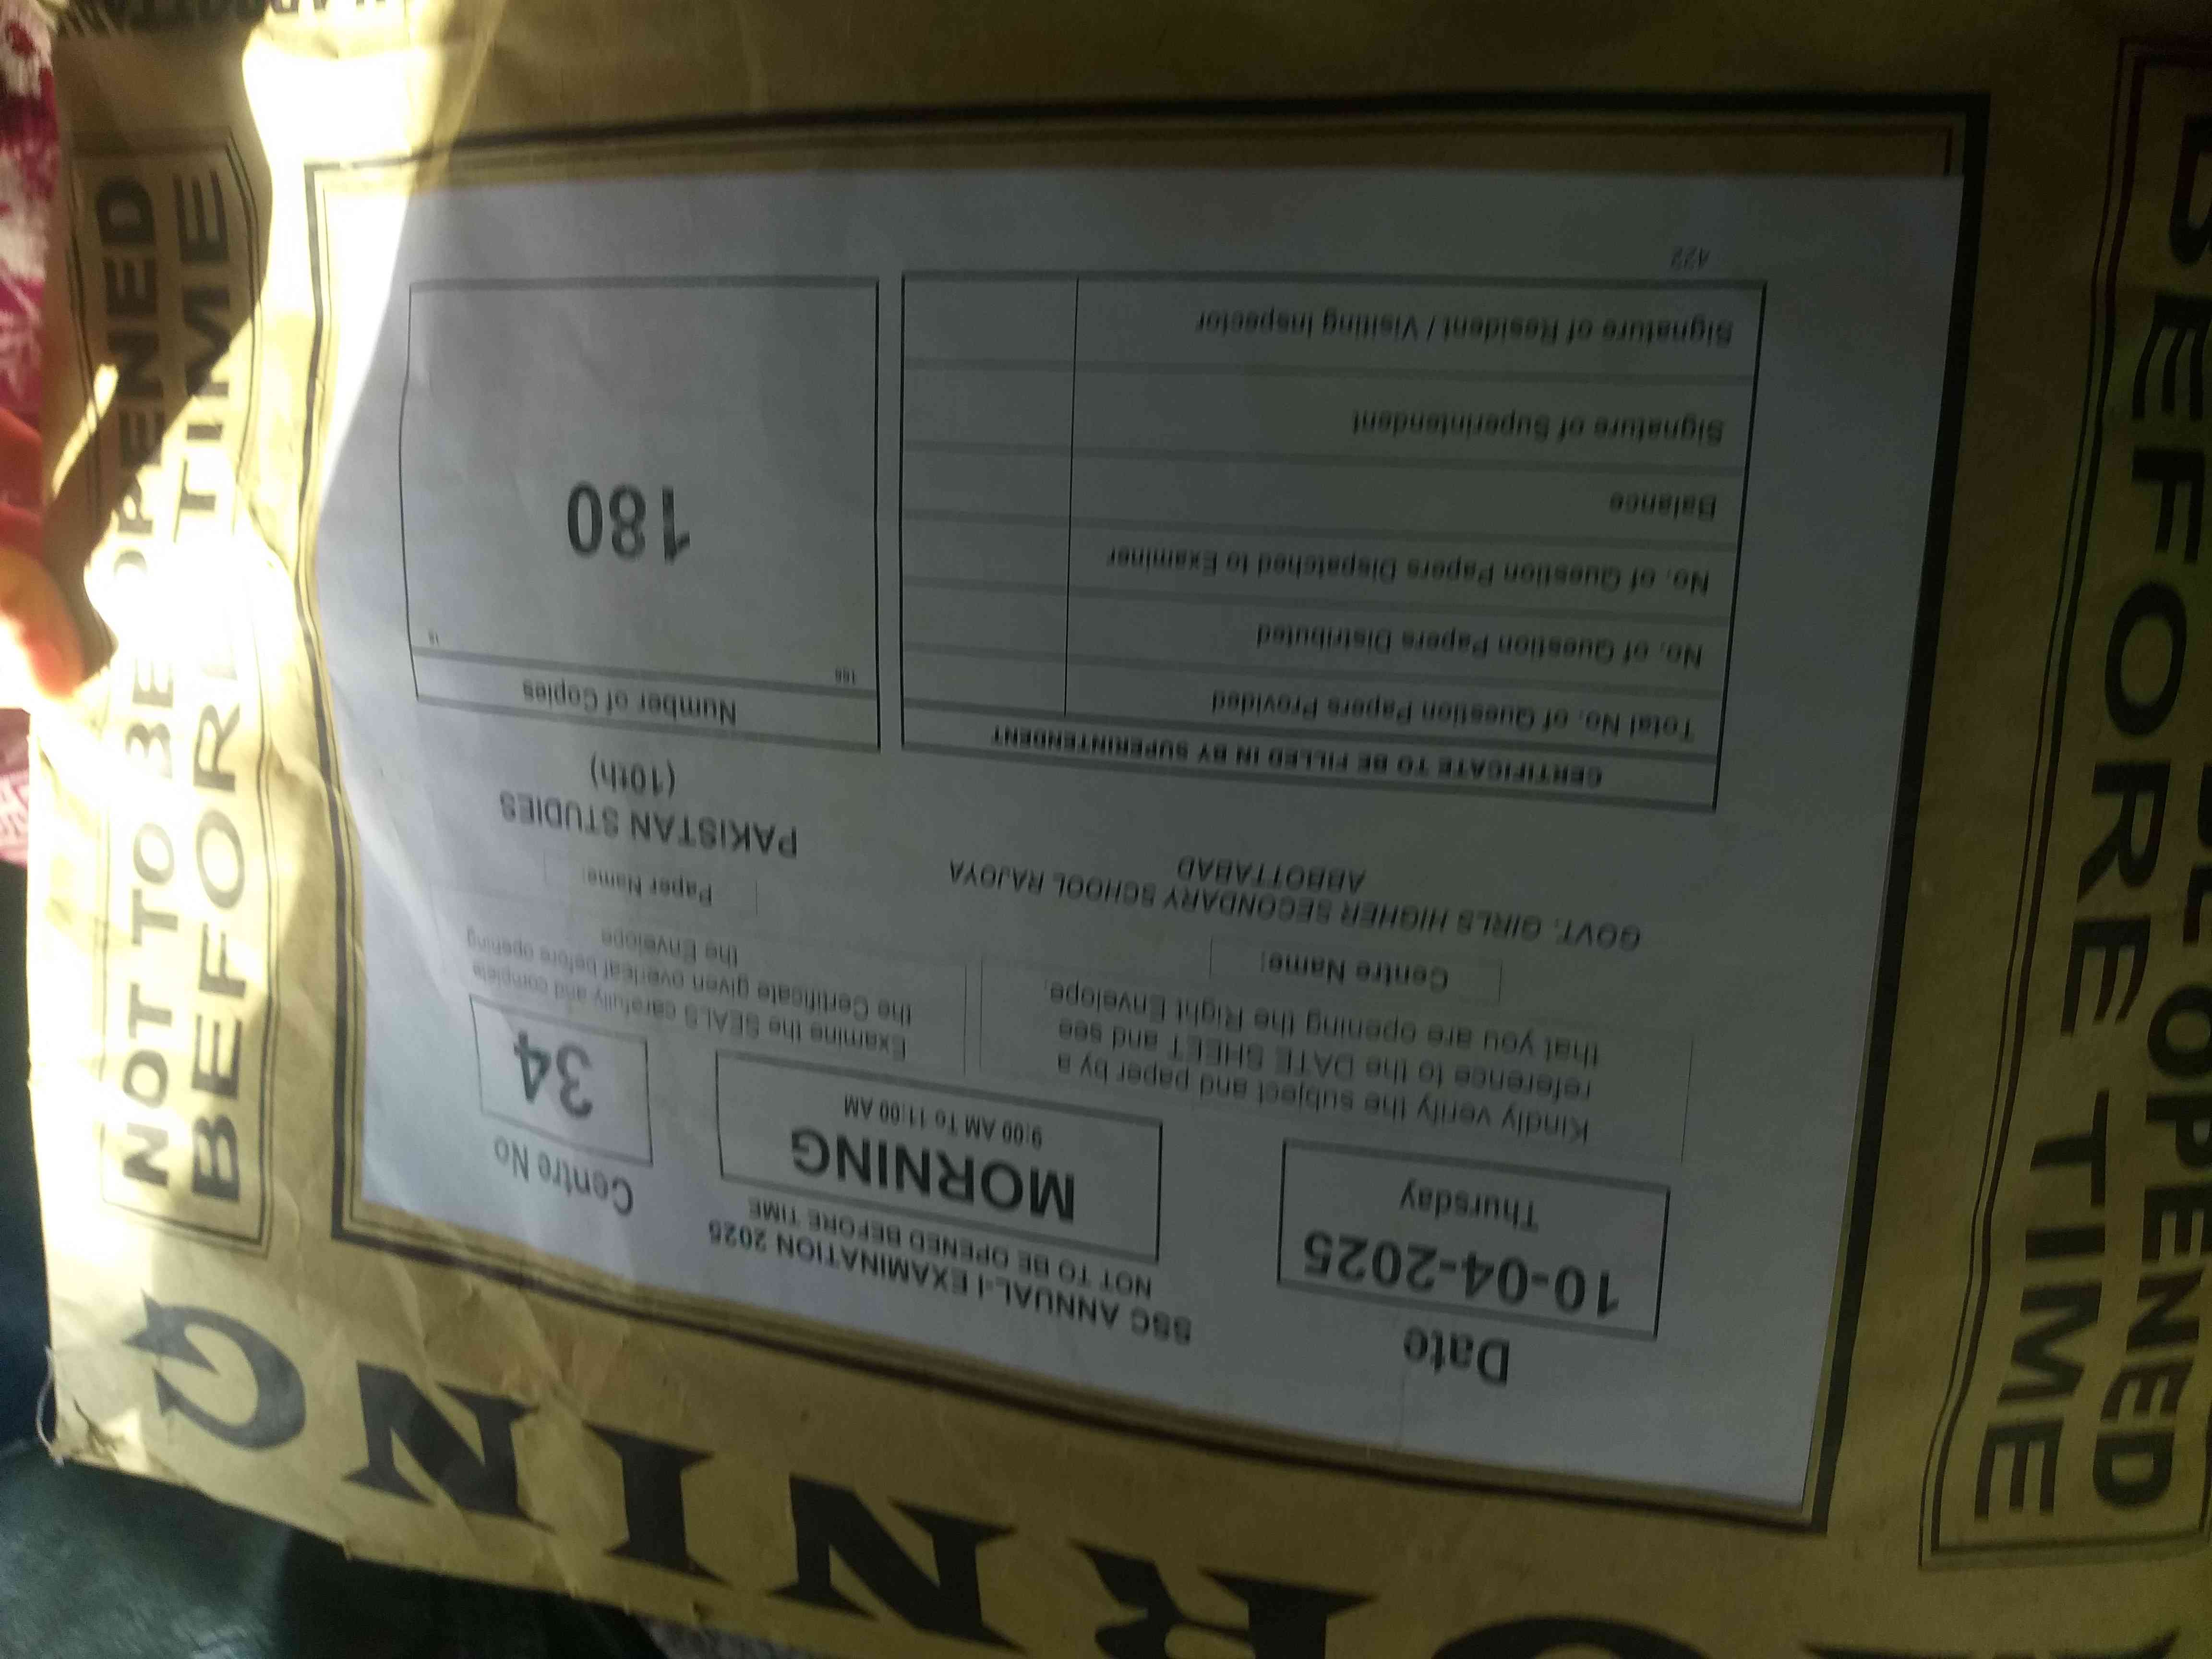 MORNING
Date
10-04-2025
Thursday
SSC ANNUAL-I EXAMINATION 2025
NOT TO BE OPENED BEFORE TIME
MORNING
9:00 AM To 11:00 AM
Centre No
34
Kindly verify the subject and paper by a
reference to the DATE SHEET and see
that you are opening the Right Envelope.
Examine the SEALS carefully and complete
the Certificate given overleaf before opening
the Envelope
Centre Name:
GOVT. GIRLS HIGHER SECONDARY SCHOOL RAJOYA
ABBOTTABAD
Paper Name:
PAKISTAN STUDIES
(10th)
CERTIFICATE TO BE FILLED IN BY SUPERINTENDENT
Total No. of Question Papers Provided
No. of Question Papers Distributed
No. of Question Papers Dispatched to Examiner
Balance
Signature of Superintendent
Signature of Resident / Visiting Inspector
Number of Copies
180
422
NOT TO BE OPENED
BEFORE TIME
BE OPENED
BEFORE TIME